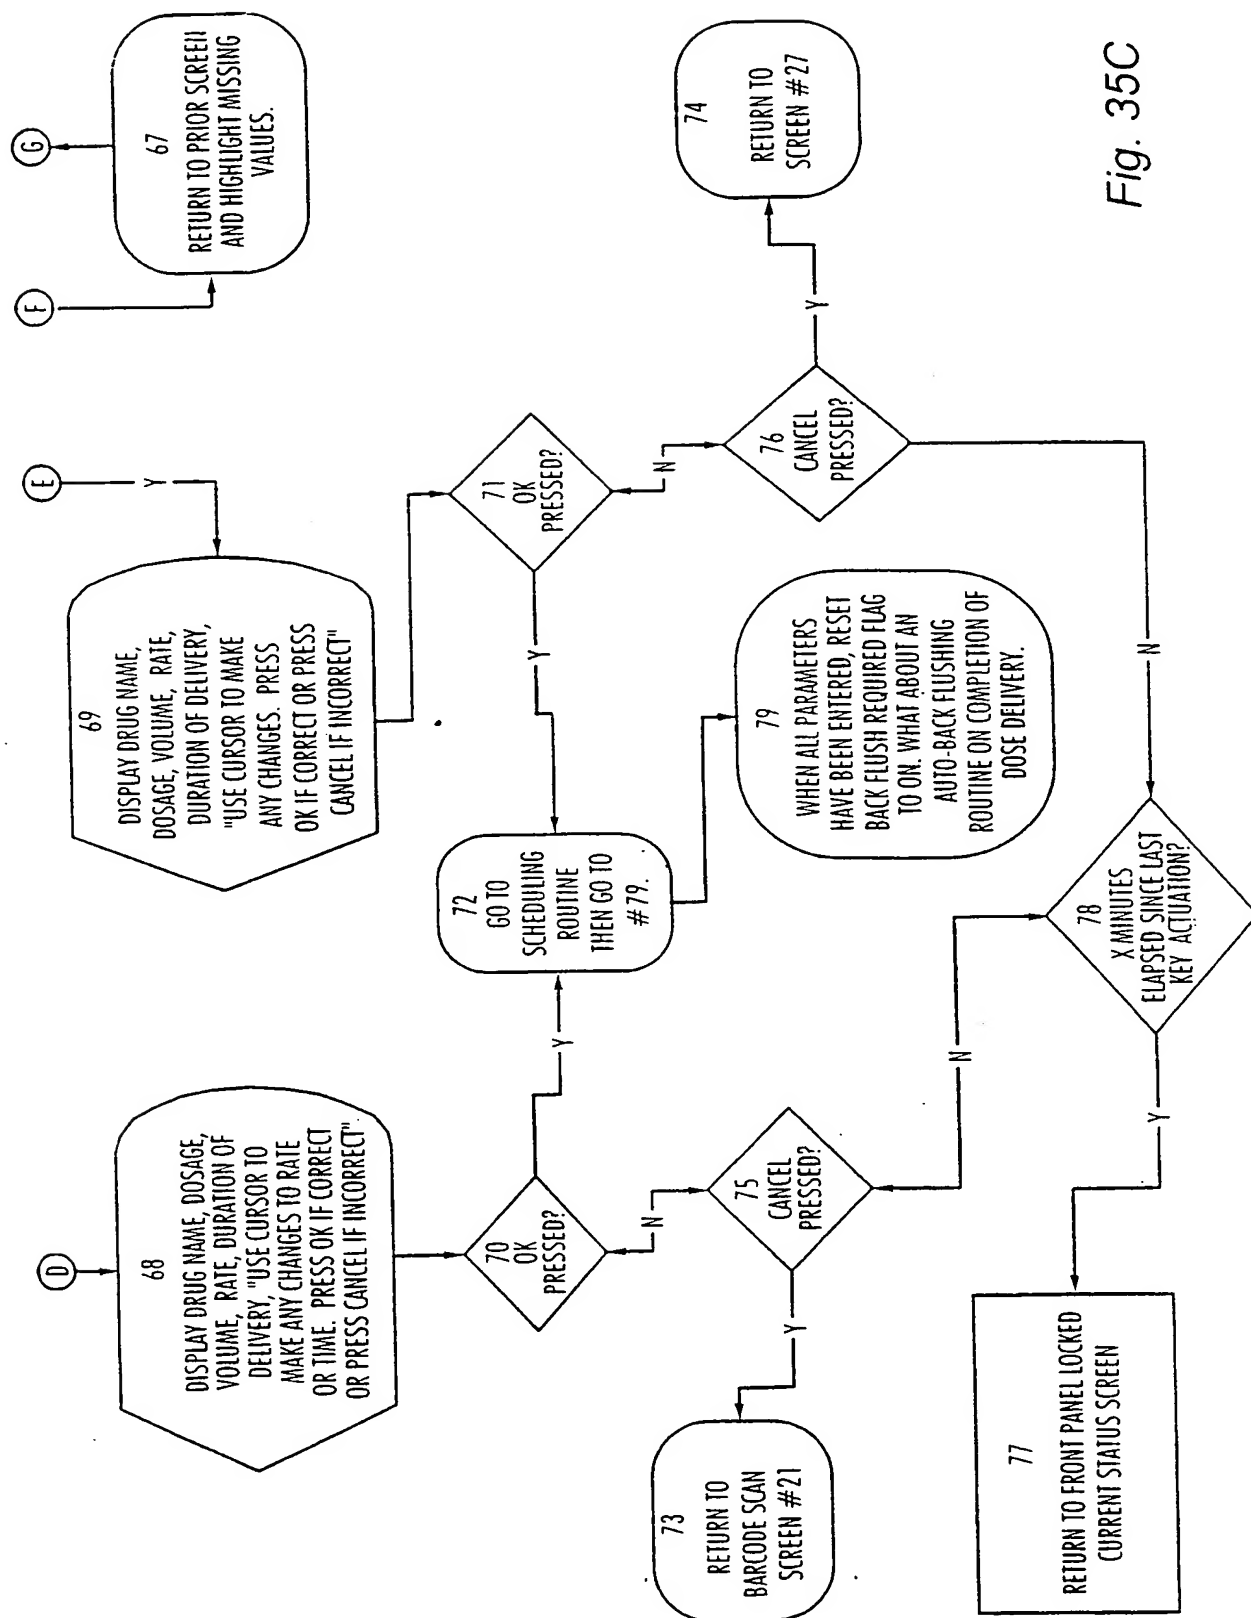 D
68
DISPLAY DRUG NAME, DOSAGE,
VOLUME, RATE, DURATION OF
DELIVERY, "USE CURSOR TO
MAKE ANY CHANGES TO RATE
OR TIME. PRESS OK IF CORRECT
OR PRESS CANCEL IF INCORRECT"
E
Y
69
DISPLAY DRUG NAME,
DOSAGE, VOLUME, RATE,
DURATION OF DELIVERY,
"USE CURSOR TO MAKE
ANY CHANGES. PRESS
OK IF CORRECT OR PRESS
CANCEL IF INCORRECT"
F
G
67
RETURN TO PRIOR SCREEN
AND HIGHLIGHT MISSING
VALUES.
70
OK
PRESSED?
Y
N
72
GO TO
SCHEDULING
ROUTINE
THEN GO TO
#79.
Y
71
OK
PRESSED?
N
73
RETURN TO
BARCODE SCAN
SCREEN #21
Y
75
CANCEL
PRESSED?
N
79
WHEN ALL PARAMETERS
HAVE BEEN ENTERED, RESET
BACK FLUSH REQUIRED FLAG
TO ON. WHAT ABOUT AN
AUTO-BACK FLUSHING
ROUTINE ON COMPLETION OF
DOSE DELIVERY.
76
CANCEL
PRESSED?
Y
N
74
RETURN TO
SCREEN #27
77
RETURN TO FRONT PANEL LOCKED
CURRENT STATUS SCREEN
Y
78
X MINUTES
ELAPSED SINCE LAST
KEY ACTUATION?
Fig. 35C